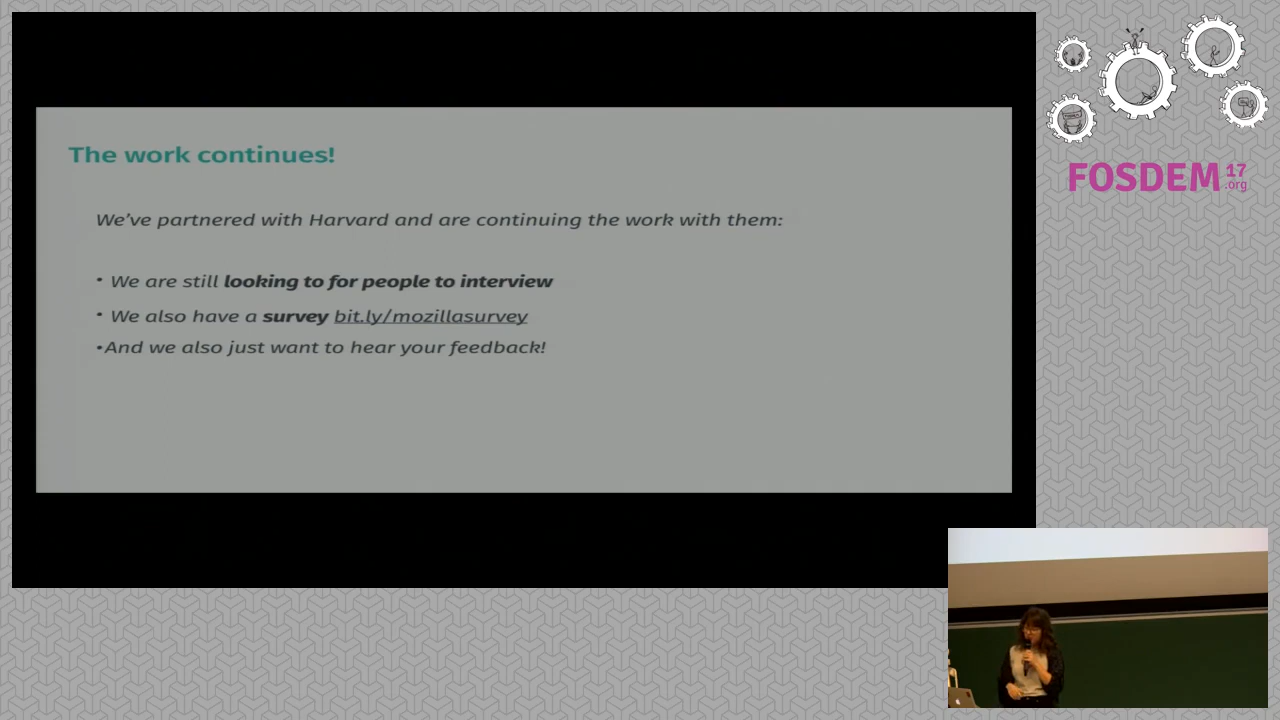 The work continues!
We've partnered with Harvard and are continuing the work with them:
• We are still looking to for people to interview
• We also have a survey bit.ly/mozillasurvey
•And we also just want to hear your feedback!
FOSDEM 17
.org